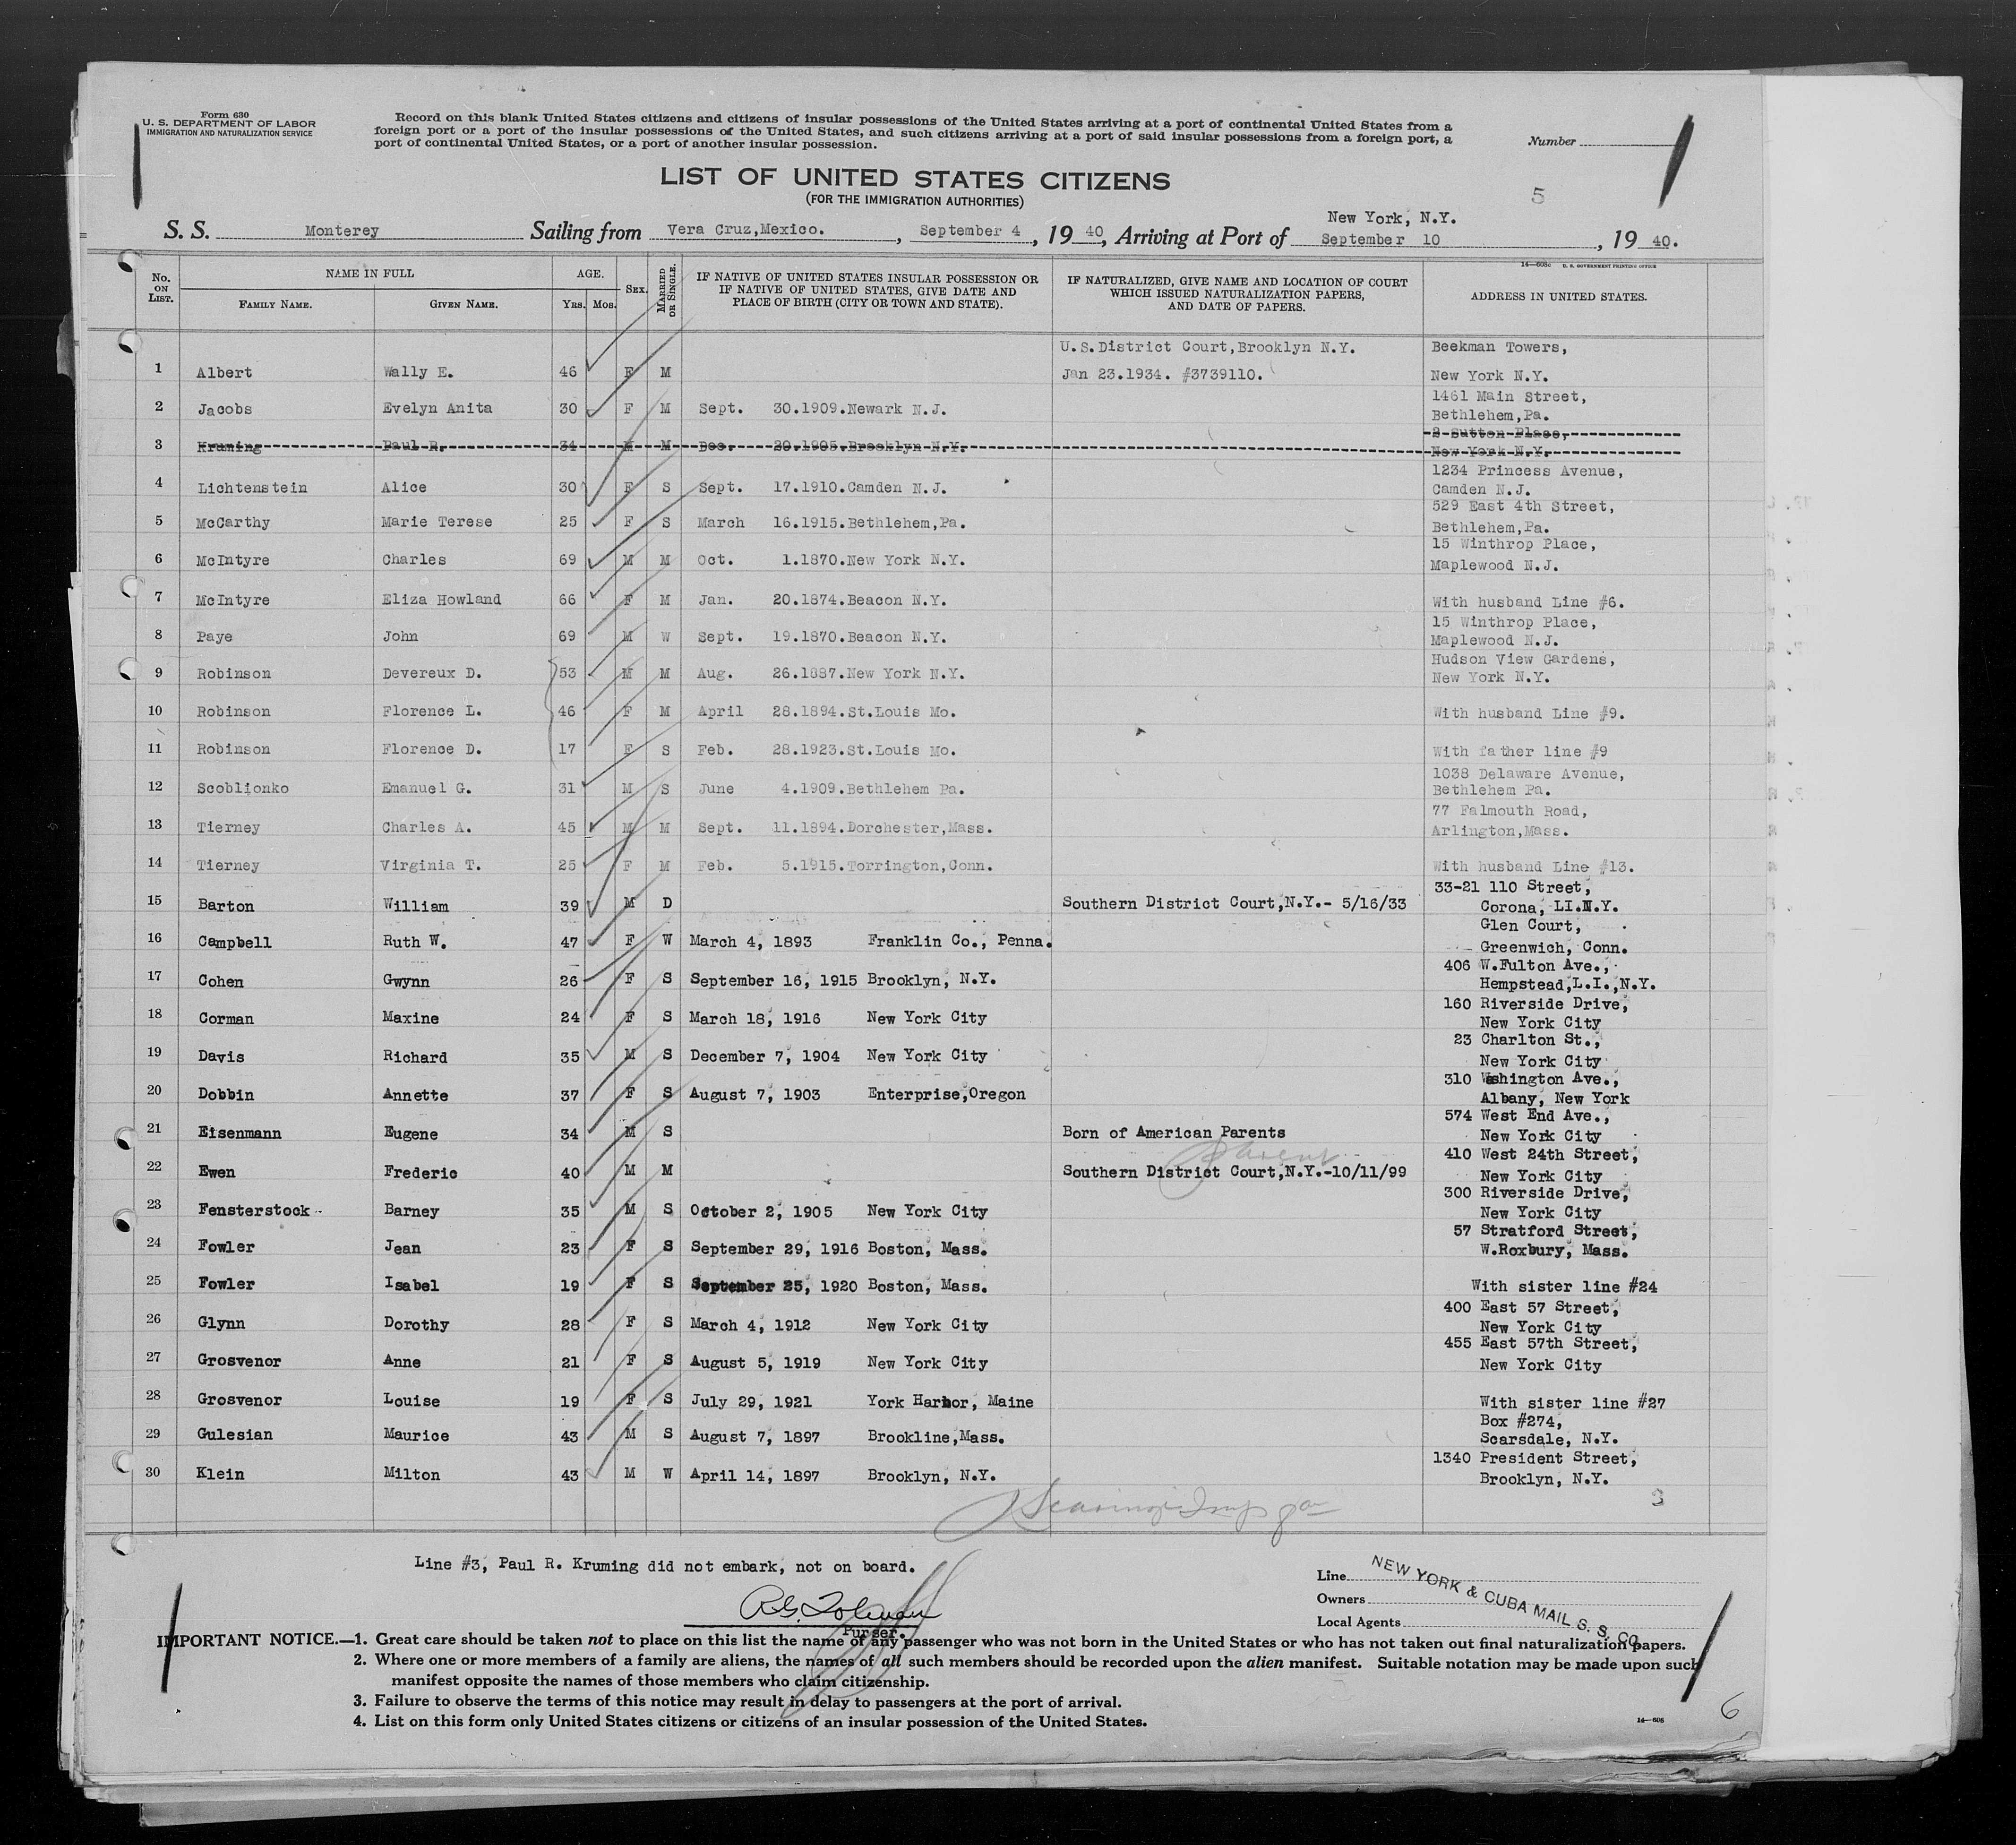 Form 630
U. S. DEPARTMENT OF LABOR
IMMIGRATION AND NATURALIZATION SERVICE
Record on this blank United States citizens and citizens of insular possessions of the United States arriving at a port of continental United States from a
foreign port or a port of the insular possessions of the United States, and such citizens arriving at a port of said insular possessions from a foreign port, a
port of continental United States, or a port of another insular possession.
Number
LIST OF UNITED STATES CITIZENS
(FOR THE IMMIGRATION AUTHORITIES)
5
New York, N.Y.
S. S. Monterey Sailing from Vera Cruz,Mexico. , September 4 , 19 40, Arriving at Port of September 10 , 19 40.
14—608c U. S. GOVERNMENT PRINTING OFFICE
No. ON LIST. NAME IN FULL AGE. SEX. MARRIED OR SINGLE. IF NATIVE OF UNITED STATES INSULAR POSSESSION OR IF NATIVE OF UNITED STATES, GIVE DATE AND PLACE OF BIRTH (CITY OR TOWN AND STATE). IF NATURALIZED, GIVE NAME AND LOCATION OF COURT WHICH ISSUED NATURALIZATION PAPERS, AND DATE OF PAPERS. ADDRESS IN UNITED STATES.
FAMILY NAME. GIVEN NAME. YRS. MOS.
U.S.District Court,Brooklyn N.Y. Beekman Towers,
1 Albert Wally E. 46 F M Jan 23.1934. #3739110. New York N.Y.
1461 Main Street,
2 Jacobs Evelyn Anita 30 F M Sept. 30.1909.Newark N.J. Bethlehem,Pa.
2 Sutton Place,
3 Kruming Paul R. 34 M M Dec. 20.1905.Brooklyn N.Y. New York N.Y.
1234 Princess Avenue,
4 Lichtenstein Alice 30 F S Sept. 17.1910.Camden N.J. Camden N.J.
529 East 4th Street,
5 McCarthy Marie Terese 25 F S March 16.1915.Bethlehem,Pa. Bethlehem,Pa.
15 Winthrop Place,
6 McIntyre Charles 69 M M Oct. 1.1870.New York N.Y. Maplewood N.J.
7 McIntyre Eliza Howland 66 F M Jan. 20.1874.Beacon N.Y. With husband Line #6.
15 Winthrop Place,
8 Paye John 69 M W Sept. 19.1870.Beacon N.Y. Maplewood N.J.
Hudson View Gardens,
9 Robinson Devereux D. 53 M M Aug. 26.1887.New York N.Y. New York N.Y.
10 Robinson Florence L. 46 F M April 28.1894.St.Louis Mo. With husband Line #9.
11 Robinson Florence D. 17 F S Feb. 28.1923.St.Louis Mo. With father line #9
1038 Delaware Avenue,
12 Scoblionko Emanuel G. 31 M S June 4.1909.Bethlehem Pa. Bethlehem Pa.
77 Falmouth Road,
13 Tierney Charles A. 45 M M Sept. 11.1894.Dorchester,Mass. Arlington,Mass.
14 Tierney Virginia T. 25 F M Feb. 5.1915.Torrington,Conn. With husband Line #13.
33-21 110 Street,
15 Barton William 39 M D Southern District Court,N.Y.- 5/16/33 Corona, LI.N.Y.
Glen Court,
16 Campbell Ruth W. 47 F W March 4, 1893 Franklin Co., Penna. Greenwich, Conn.
406 W.Fulton Ave.,
17 Cohen Gwynn 26 F S September 16, 1915 Brooklyn, N.Y. Hempstead,L.I.,N.Y.
160 Riverside Drive,
18 Corman Maxine 24 F S March 18, 1916 New York City New York City
23 Charlton St.,
19 Davis Richard 35 M S December 7, 1904 New York City New York City
310 Washington Ave.,
20 Dobbin Annette 37 F S August 7, 1903 Enterprise,Oregon Albany, New York
574 West End Ave.,
21 Eisenmann Eugene 34 M S Born of American Parents New York City
410 West 24th Street,
22 Ewen Frederic 40 M M Southern District Court,N.Y.-10/11/99 New York City
300 Riverside Drive,
23 Fensterstock Barney 35 M S October 2, 1905 New York City New York City
57 Stratford Street,
24 Fowler Jean 23 F S September 29, 1916 Boston, Mass. W.Roxbury, Mass.
25 Fowler Isabel 19 F S September 25, 1920 Boston, Mass. With sister line #24
400 East 57 Street,
26 Glynn Dorothy 28 F S March 4, 1912 New York City New York City
455 East 57th Street,
27 Grosvenor Anne 21 F S August 5, 1919 New York City New York City
28 Grosvenor Louise 19 F S July 29, 1921 York Harbor, Maine With sister line #27
Box #274,
29 Gulesian Maurice 43 M S August 7, 1897 Brookline,Mass. Scarsdale, N.Y.
1340 President Street,
30 Klein Milton 43 M W April 14, 1897 Brooklyn, N.Y. Brooklyn, N.Y.
3
Line #3, Paul R. Kruming did not embark, not on board.
R.G. Tolman
Purser.
Line
Owners
Local Agents
NEW YORK & CUBA MAIL S. S. CO.
IMPORTANT NOTICE.—1. Great care should be taken not to place on this list the name of any passenger who was not born in the United States or who has not taken out final naturalization papers.
2. Where one or more members of a family are aliens, the names of all such members should be recorded upon the alien manifest. Suitable notation may be made upon such
manifest opposite the names of those members who claim citizenship.
3. Failure to observe the terms of this notice may result in delay to passengers at the port of arrival.
4. List on this form only United States citizens or citizens of an insular possession of the United States.
14—608
6